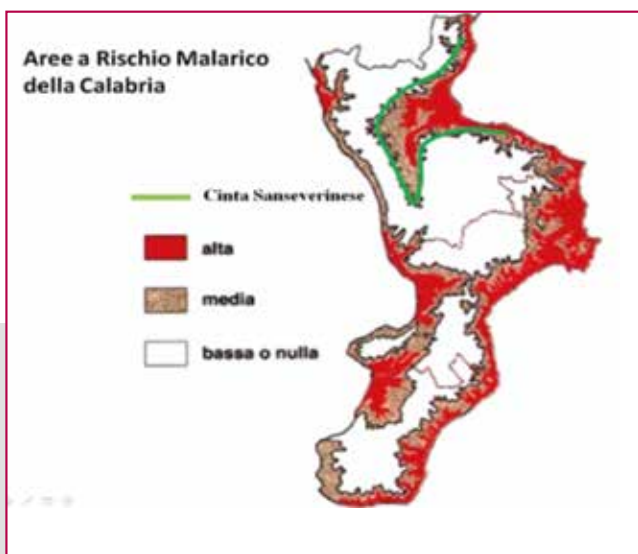 Aree a Rischio Malarico
della Calabria
Cinta Sanseverinese
alta
media
bassa o nulla